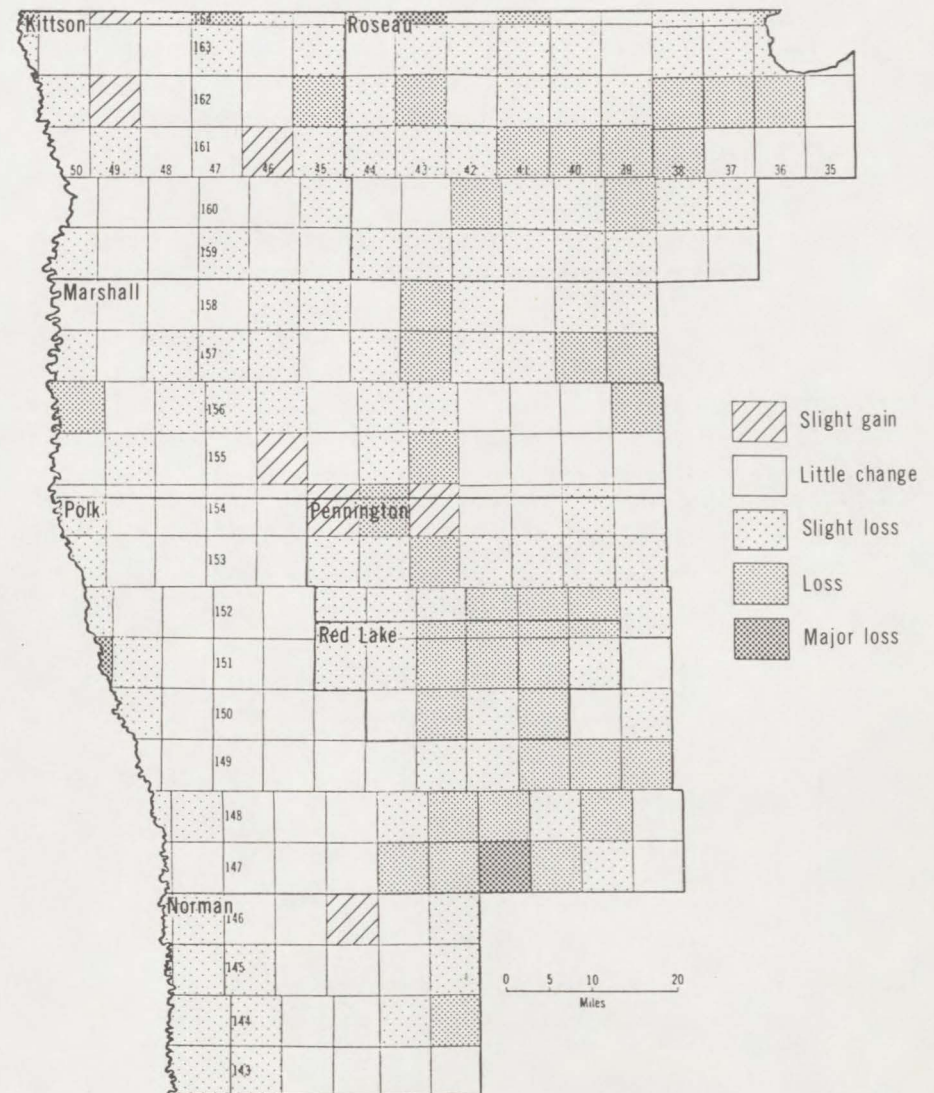 164
Kittson
Roseau
163
162
161
50 49 48 47 46 45 44 43 42 41 40 39 38 37 36 35
160
159
Marshall
158
157
156
155
Polk
154
Pennington
153
152
Red Lake
151
150
149
148
147
Norman
146
145
144
143
Slight gain
Little change
Slight loss
Loss
Major loss
0 5 10 20
Miles